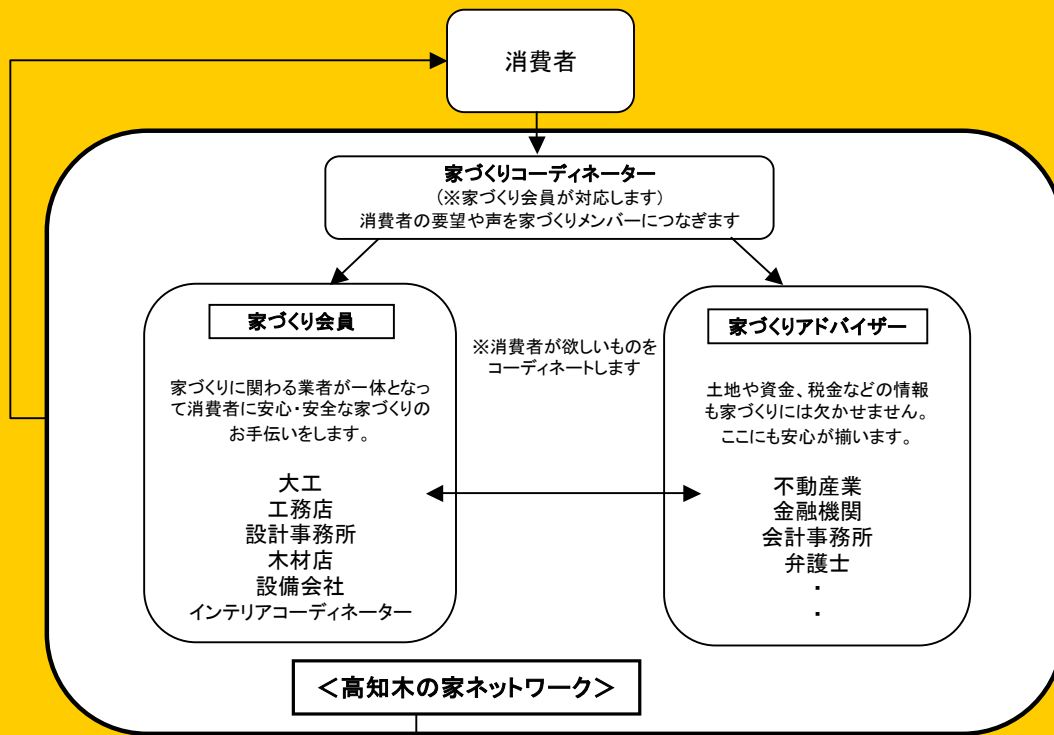 消費者
家づくりコーディネーター
（※家づくり会員が対応します）
消費者の要望や声を家づくりメンバーにつなぎます
家づくり会員
家づくりに関わる業者が一体となっ
て消費者に安心・安全な家づくりの
お手伝いをします。
大工
工務店
設計事務所
木材店
設備会社
インテリアコーディネーター
※消費者が欲しいものを
コーディネートします
家づくりアドバイザー
土地や資金、税金などの情報
も家づくりには欠かせません。
ここにも安心が揃います。
不動産業
金融機関
会計事務所
弁護士
・
・
＜高知木の家ネットワーク＞